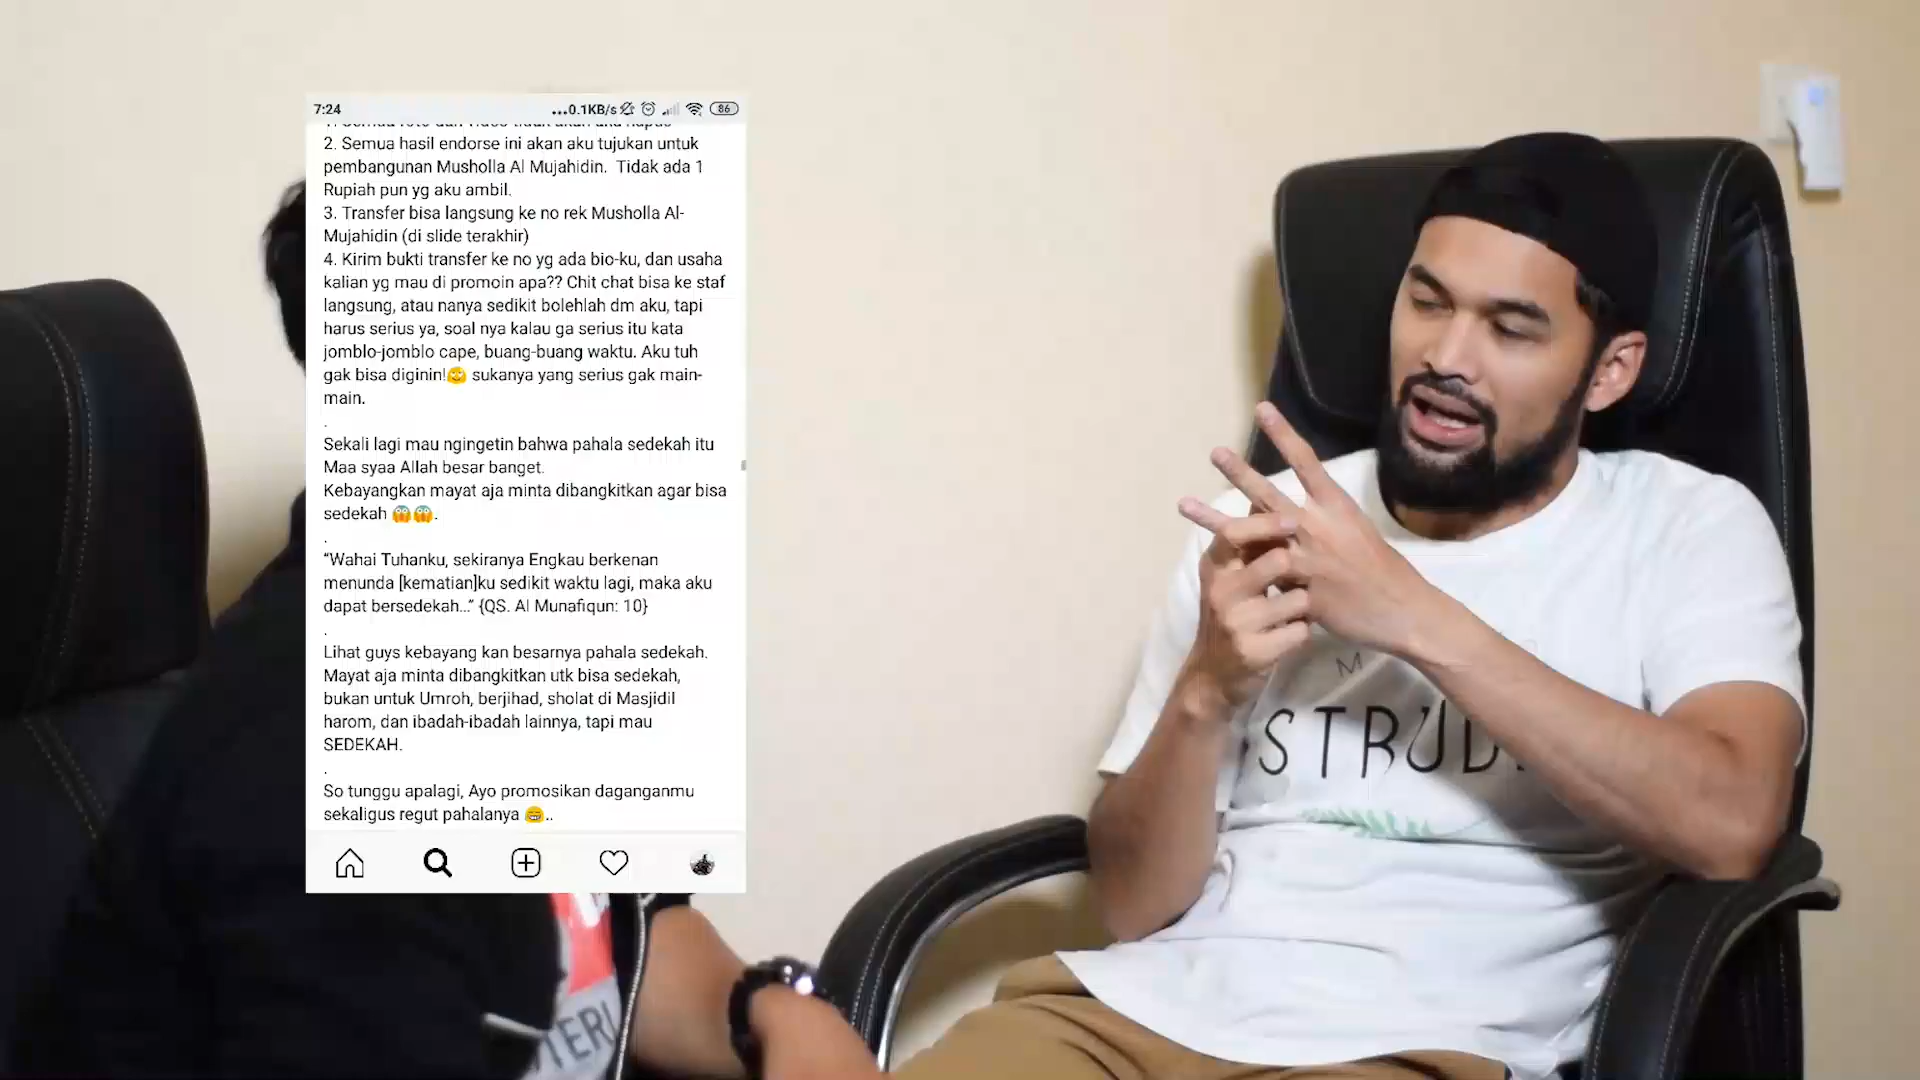 7:24
...0.1KB/s
86
2. Semua hasil endorse ini akan aku tujukan untuk
pembangunan Musholla Al Mujahidin. Tidak ada 1
Rupiah pun yg aku ambil.
3. Transfer bisa langsung ke no rek Musholla Al-
Mujahidin (di slide terakhir)
4. Kirim bukti transfer ke no yg ada bio-ku, dan usaha
kalian yg mau di promoin apa?? Chit chat bisa ke staf
langsung, atau nanya sedikit bolehlah dm aku, tapi
harus serius ya, soal nya kalau ga serius itu kata
jomblo-jomblo cape, buang-buang waktu. Aku tuh
gak bisa diginin!🙄 sukanya yang serius gak main-
main.
.
Sekali lagi mau ngingetin bahwa pahala sedekah itu
Maa syaa Allah besar banget.
Kebayangkan mayat aja minta dibangkitkan agar bisa
sedekah 😱😱.
.
“Wahai Tuhanku, sekiranya Engkau berkenan
menunda [kematian]ku sedikit waktu lagi, maka aku
dapat bersedekah...” {QS. Al Munafiqun: 10}
.
Lihat guys kebayang kan besarnya pahala sedekah.
Mayat aja minta dibangkitkan utk bisa sedekah,
bukan untuk Umroh, berjihad, sholat di Masjidil
harom, dan ibadah-ibadah lainnya, tapi mau
SEDEKAH.
.
So tunggu apalagi, Ayo promosikan daganganmu
sekaligus regut pahalanya 😁..